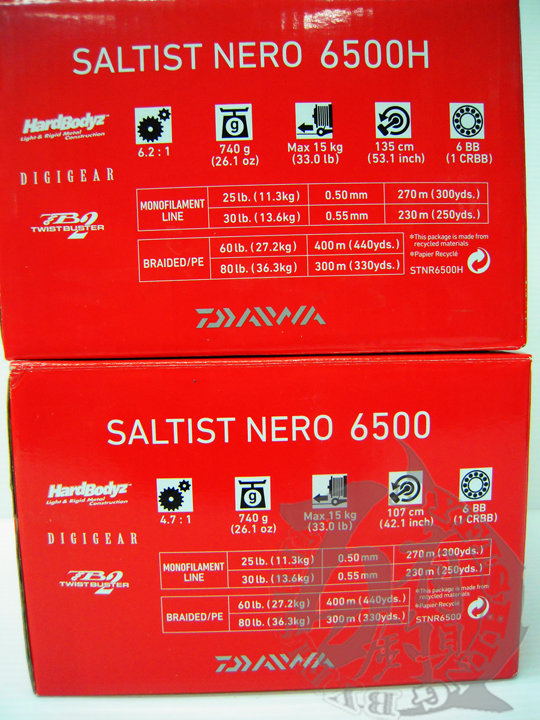 SALTIST NERO 6500H
HardBodyz
Light & Rigid Metal Construction
DIGIGEAR
TB2
TWIST BUSTER
6.2 : 1
740 g
(26.1 oz)
Max 15 kg
(33.0 lb)
135 cm
(53.1 inch)
6 BB
(1 CRBB)
MONOFILAMENT LINE
25 lb. (11.3kg) 0.50 mm 270 m (300yds.)
30 lb. (13.6kg) 0.55 mm 230 m (250yds.)
BRAIDED/PE
60 lb. (27.2kg) 400 m (440yds.)
80 lb. (36.3kg) 300 m (330yds.)
*This package is made from
recycled materials
*Papier Recyclé
STNR6500H
DAIWA
SALTIST NERO 6500
HardBodyz
Light & Rigid Metal Construction
DIGIGEAR
TB2
TWIST BUSTER
4.7 : 1
740 g
(26.1 oz)
Max 15 kg
(33.0 lb)
107 cm
(42.1 inch)
6 BB
(1 CRBB)
MONOFILAMENT LINE
25 lb. (11.3kg) 0.50 mm 270 m (300yds.)
30 lb. (13.6kg) 0.55 mm 230 m (250yds.)
BRAIDED/PE
60 lb. (27.2kg) 400 m (440yds.)
80 lb. (36.3kg) 300 m (330yds.)
*This package is made from
recycled materials
*Papier Recyclé
STNR6500
DAIWA